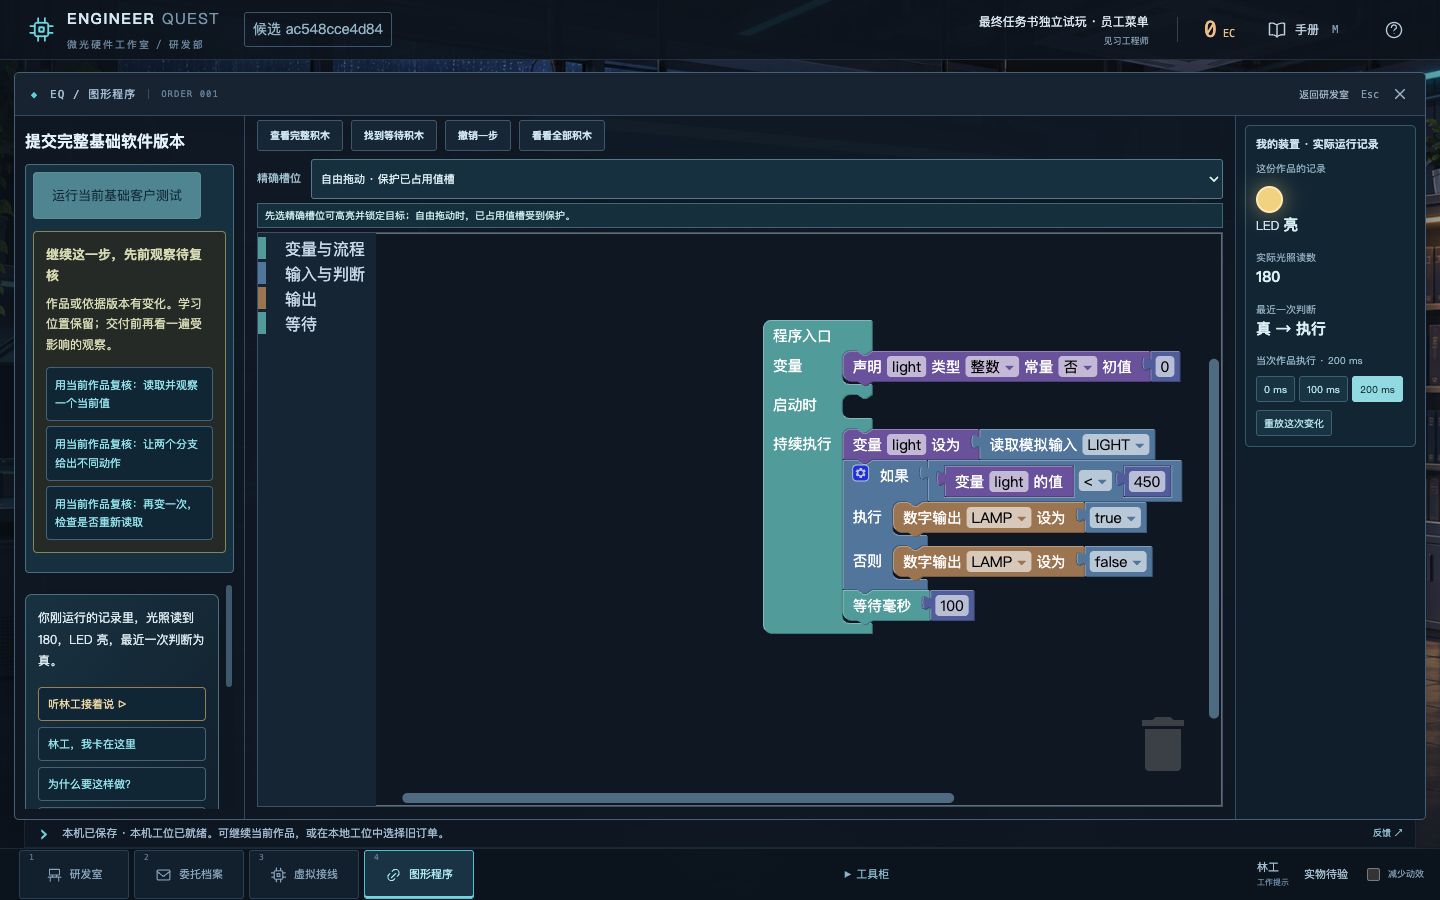 ENGINEER QUEST
微光硬件工作室 / 研发部
候选 ac548cce4d84
最终任务书独立试玩 · 员工菜单
见习工程师
0 EC
手册 M
EQ / 图形程序
ORDER 001
返回研发室 Esc
提交完整基础软件版本
运行当前基础客户测试
继续这一步，先前观察待复
核
作品或依据版本有变化。学习
位置保留；交付前再看一遍受
影响的观察。
用当前作品复核：读取并观察
一个当前值
用当前作品复核：让两个分支
给出不同动作
用当前作品复核：再变一次，
检查是否重新读取
你刚运行的记录里，光照读到
180，LED 亮，最近一次判断为
真。
听林工接着说
林工，我卡在这里
为什么要这样做?
查看完整积木
找到等待积木
撤销一步
看看全部积木
精确槽位
自由拖动 · 保护已占用值槽
先选精确槽位可高亮并锁定目标；自由拖动时，已占用值槽受到保护。
变量与流程
输入与判断
输出
等待
程序入口
变量
声明 light 类型 整数 常量 否 初值 0
启动时
持续执行
变量 light 设为 读取模拟输入 LIGHT
如果 变量 light 的值 < 450
执行 数字输出 LAMP 设为 true
否则 数字输出 LAMP 设为 false
等待毫秒 100
我的装置 · 实际运行记录
这份作品的记录
LED 亮
实际光照读数
180
最近一次判断
真 → 执行
当次作品执行 · 200 ms
0 ms
100 ms
200 ms
重放这次变化
本机已保存 · 本机工位已就绪。可继续当前作品，或在本地工位中选择旧订单。
反馈 ↗
1 研发室
2 委托档案
3 虚拟接线
4 图形程序
工具柜
林工
工作提示
实物待验
减少动效